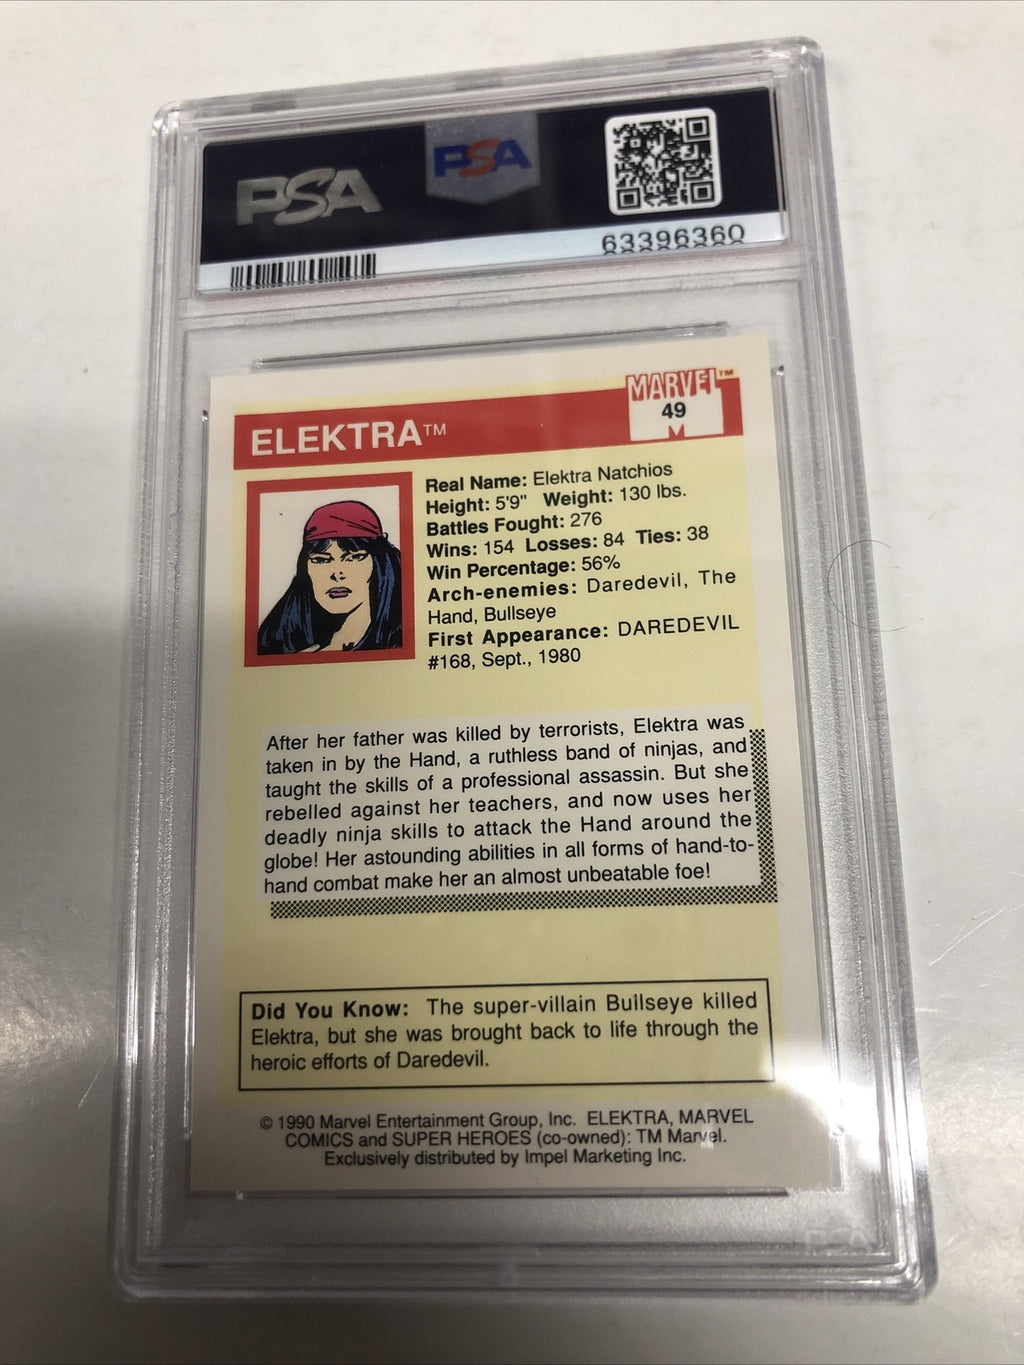 PSA
PSA
63396360
MARVEL™
49
ELEKTRA™
Real Name: Elektra Natchios
Height: 5'9" Weight: 130 lbs.
Battles Fought: 276
Wins: 154 Losses: 84 Ties: 38
Win Percentage: 56%
Arch-enemies: Daredevil, The
Hand, Bullseye
First Appearance: DAREDEVIL
#168, Sept., 1980
After her father was killed by terrorists, Elektra was
taken in by the Hand, a ruthless band of ninjas, and
taught the skills of a professional assassin. But she
rebelled against her teachers, and now uses her
deadly ninja skills to attack the Hand around the
globe! Her astounding abilities in all forms of hand-to-
hand combat make her an almost unbeatable foe!
Did You Know: The super-villain Bullseye killed
Elektra, but she was brought back to life through the
heroic efforts of Daredevil.
© 1990 Marvel Entertainment Group, Inc. ELEKTRA, MARVEL
COMICS and SUPER HEROES (co-owned): TM Marvel.
Exclusively distributed by Impel Marketing Inc.
PSA